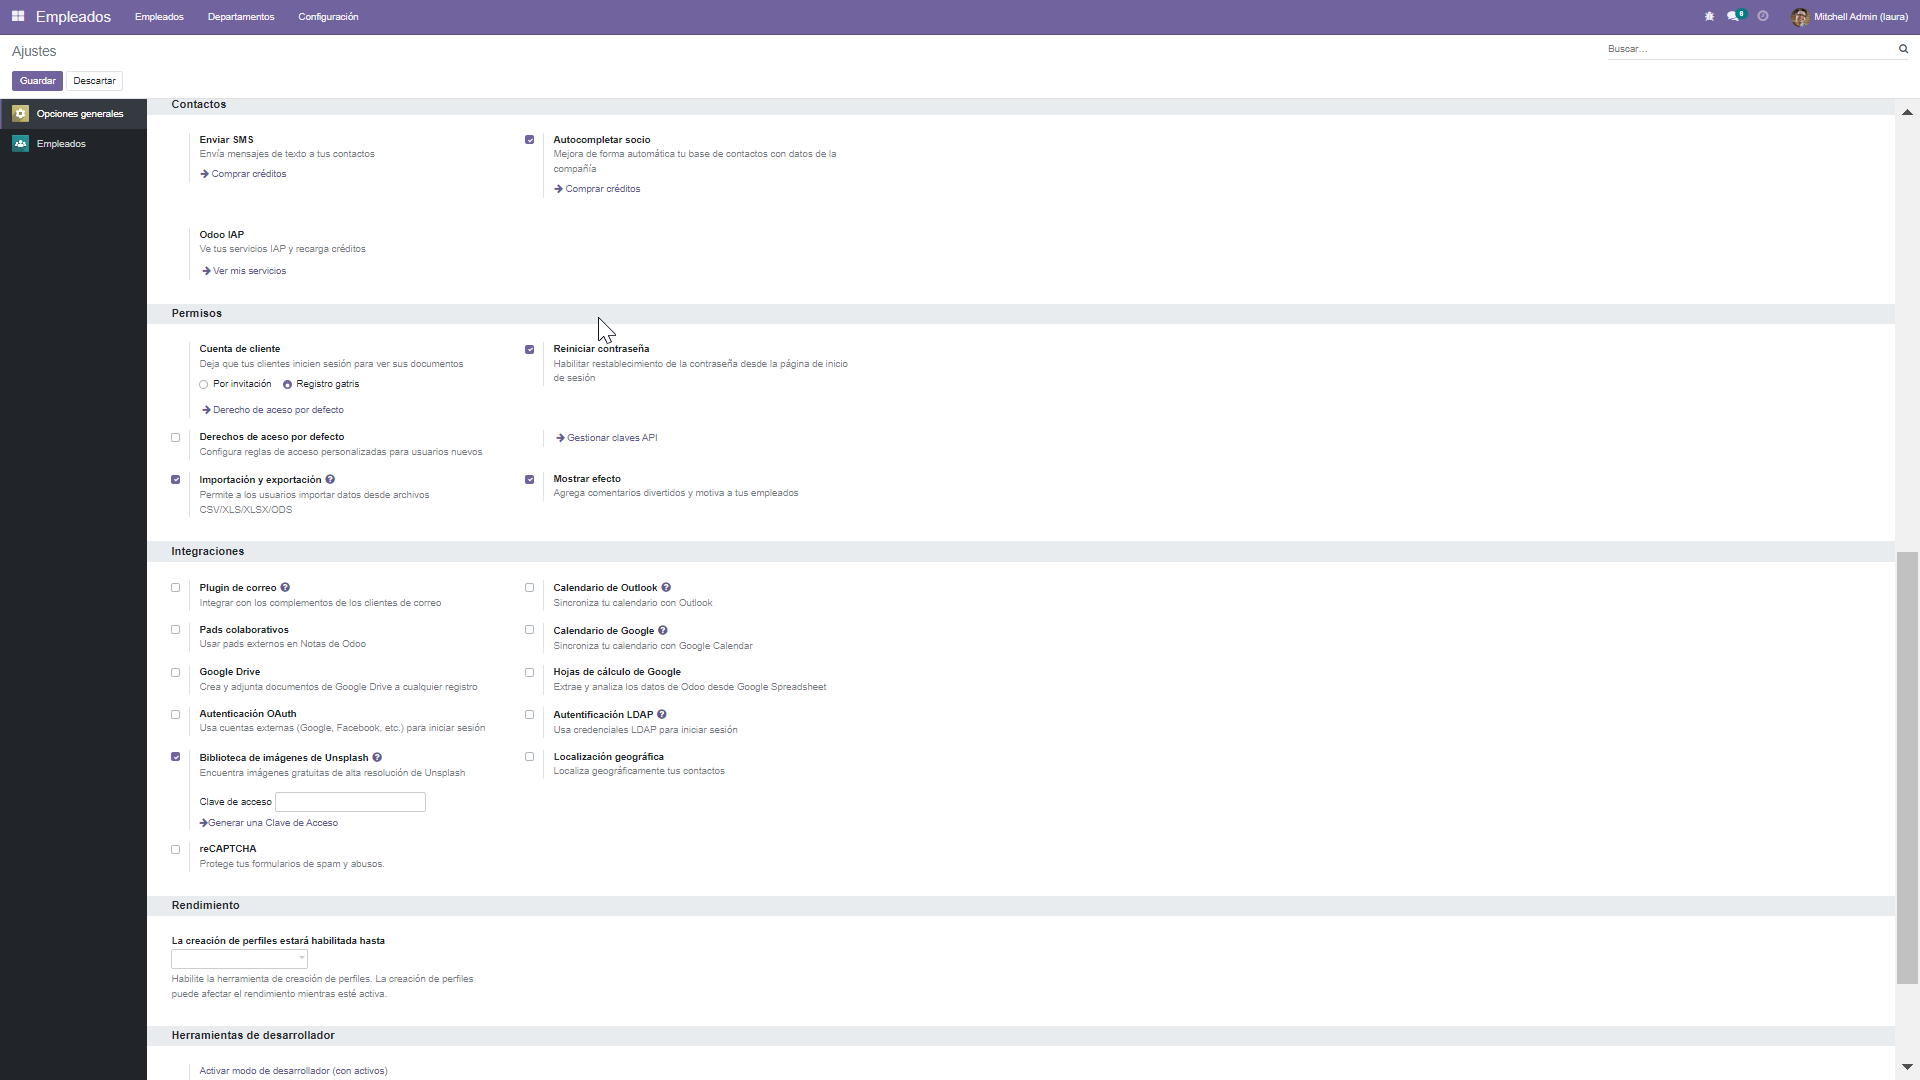 Empleados
Empleados
Departamentos
Configuración
6
Mitchell Admin (laura)
Ajustes
Buscar...
Guardar
Descartar
Opciones generales
Empleados
Contactos
Enviar SMS
Envía mensajes de texto a tus contactos
Comprar créditos
Autocompletar socio
Mejora de forma automática tu base de contactos con datos de la
compañía
Comprar créditos
Odoo IAP
Ve tus servicios IAP y recarga créditos
Ver mis servicios
Permisos
Cuenta de cliente
Deja que tus clientes inicien sesión para ver sus documentos
Por invitación
Registro gatris
Derecho de aceso por defecto
Reiniciar contraseña
Habilitar restablecimiento de la contraseña desde la página de inicio
de sesión
Derechos de aceso por defecto
Configura reglas de acceso personalizadas para usuarios nuevos
Gestionar claves API
Importación y exportación
Permite a los usuarios importar datos desde archivos
CSV/XLS/XLSX/ODS
Mostrar efecto
Agrega comentarios divertidos y motiva a tus empleados
Integraciones
Plugin de correo
Integrar con los complementos de los clientes de correo
Calendario de Outlook
Sincroniza tu calendario con Outlook
Pads colaborativos
Usar pads externos en Notas de Odoo
Calendario de Google
Sincroniza tu calendario con Google Calendar
Google Drive
Crea y adjunta documentos de Google Drive a cualquier registro
Hojas de cálculo de Google
Extrae y analiza los datos de Odoo desde Google Spreadsheet
Autenticación OAuth
Usa cuentas externas (Google, Facebook, etc.) para iniciar sesión
Autentificación LDAP
Usa credenciales LDAP para iniciar sesión
Biblioteca de imágenes de Unsplash
Encuentra imágenes gratuitas de alta resolución de Unsplash
Clave de acceso
Generar una Clave de Acceso
Localización geográfica
Localiza geográficamente tus contactos
reCAPTCHA
Protege tus formularios de spam y abusos.
Rendimiento
La creación de perfiles estará habilitada hasta
Habilite la herramienta de creación de perfiles. La creación de perfiles
puede afectar el rendimiento mientras esté activa.
Herramientas de desarrollador
Activar modo de desarrollador (con activos)